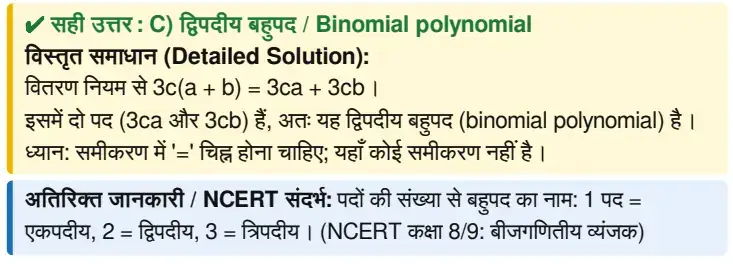 ✔ सही उत्तर : C) द्विपदीय बहुपद / Binomial polynomial
विस्तृत समाधान (Detailed Solution):
वितरण नियम से 3c(a + b) = 3ca + 3cb ।
इसमें दो पद (3ca और 3cb) हैं, अतः यह द्विपदीय बहुपद (binomial polynomial) है ।
ध्यान: समीकरण में '=' चिह्न होना चाहिए; यहाँ कोई समीकरण नहीं है ।
अतिरिक्त जानकारी / NCERT संदर्भ: पदों की संख्या से बहुपद का नाम: 1 पद =
एकपदीय, 2 = द्विपदीय, 3 = त्रिपदीय । (NCERT कक्षा 8/9: बीजगणितीय व्यंजक)